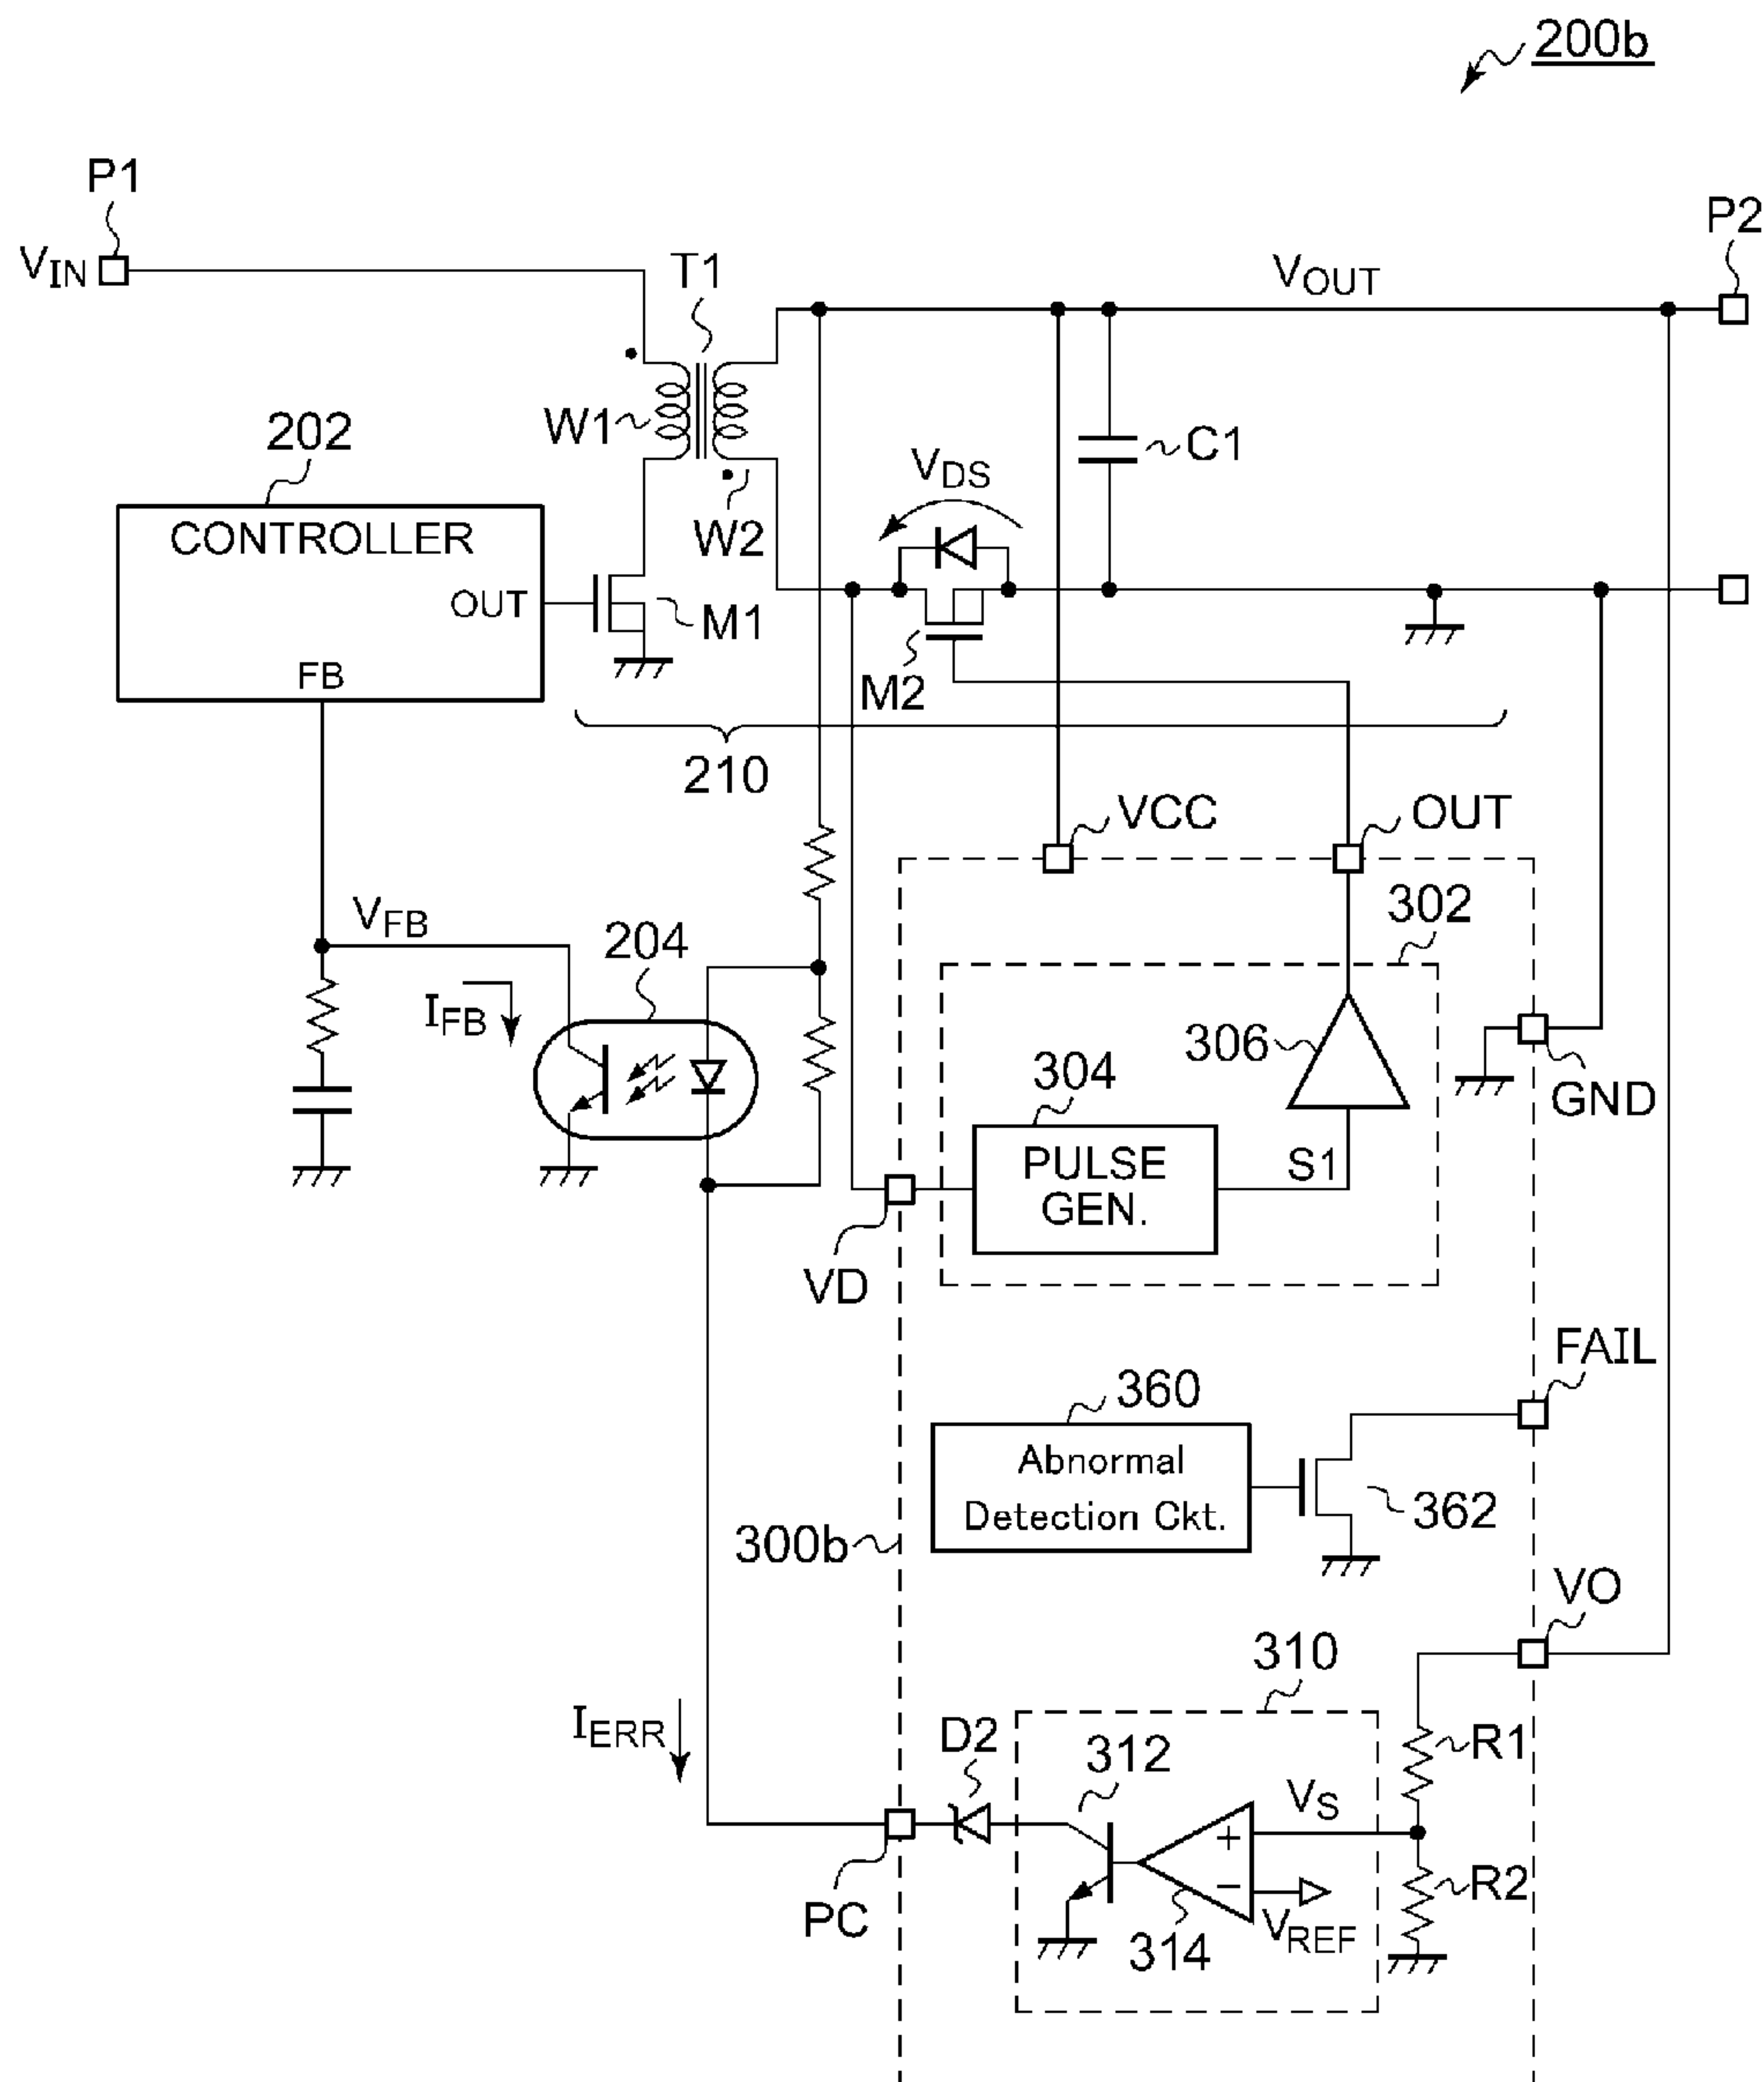 200b
P1
P2
VIN
T1
VOUT
W1
C1
202
VDS
CONTROLLER
W2
OUT
M1
FB
M2
210
VCC
OUT
302
VFB
204
IFB
306
304
GND
PULSE
GEN.
S1
VD
FAIL
360
Abnormal
Detection Ckt.
362
300b
VO
310
IERR
D2
312
R1
VS
+
−
R2
PC
314
VREF